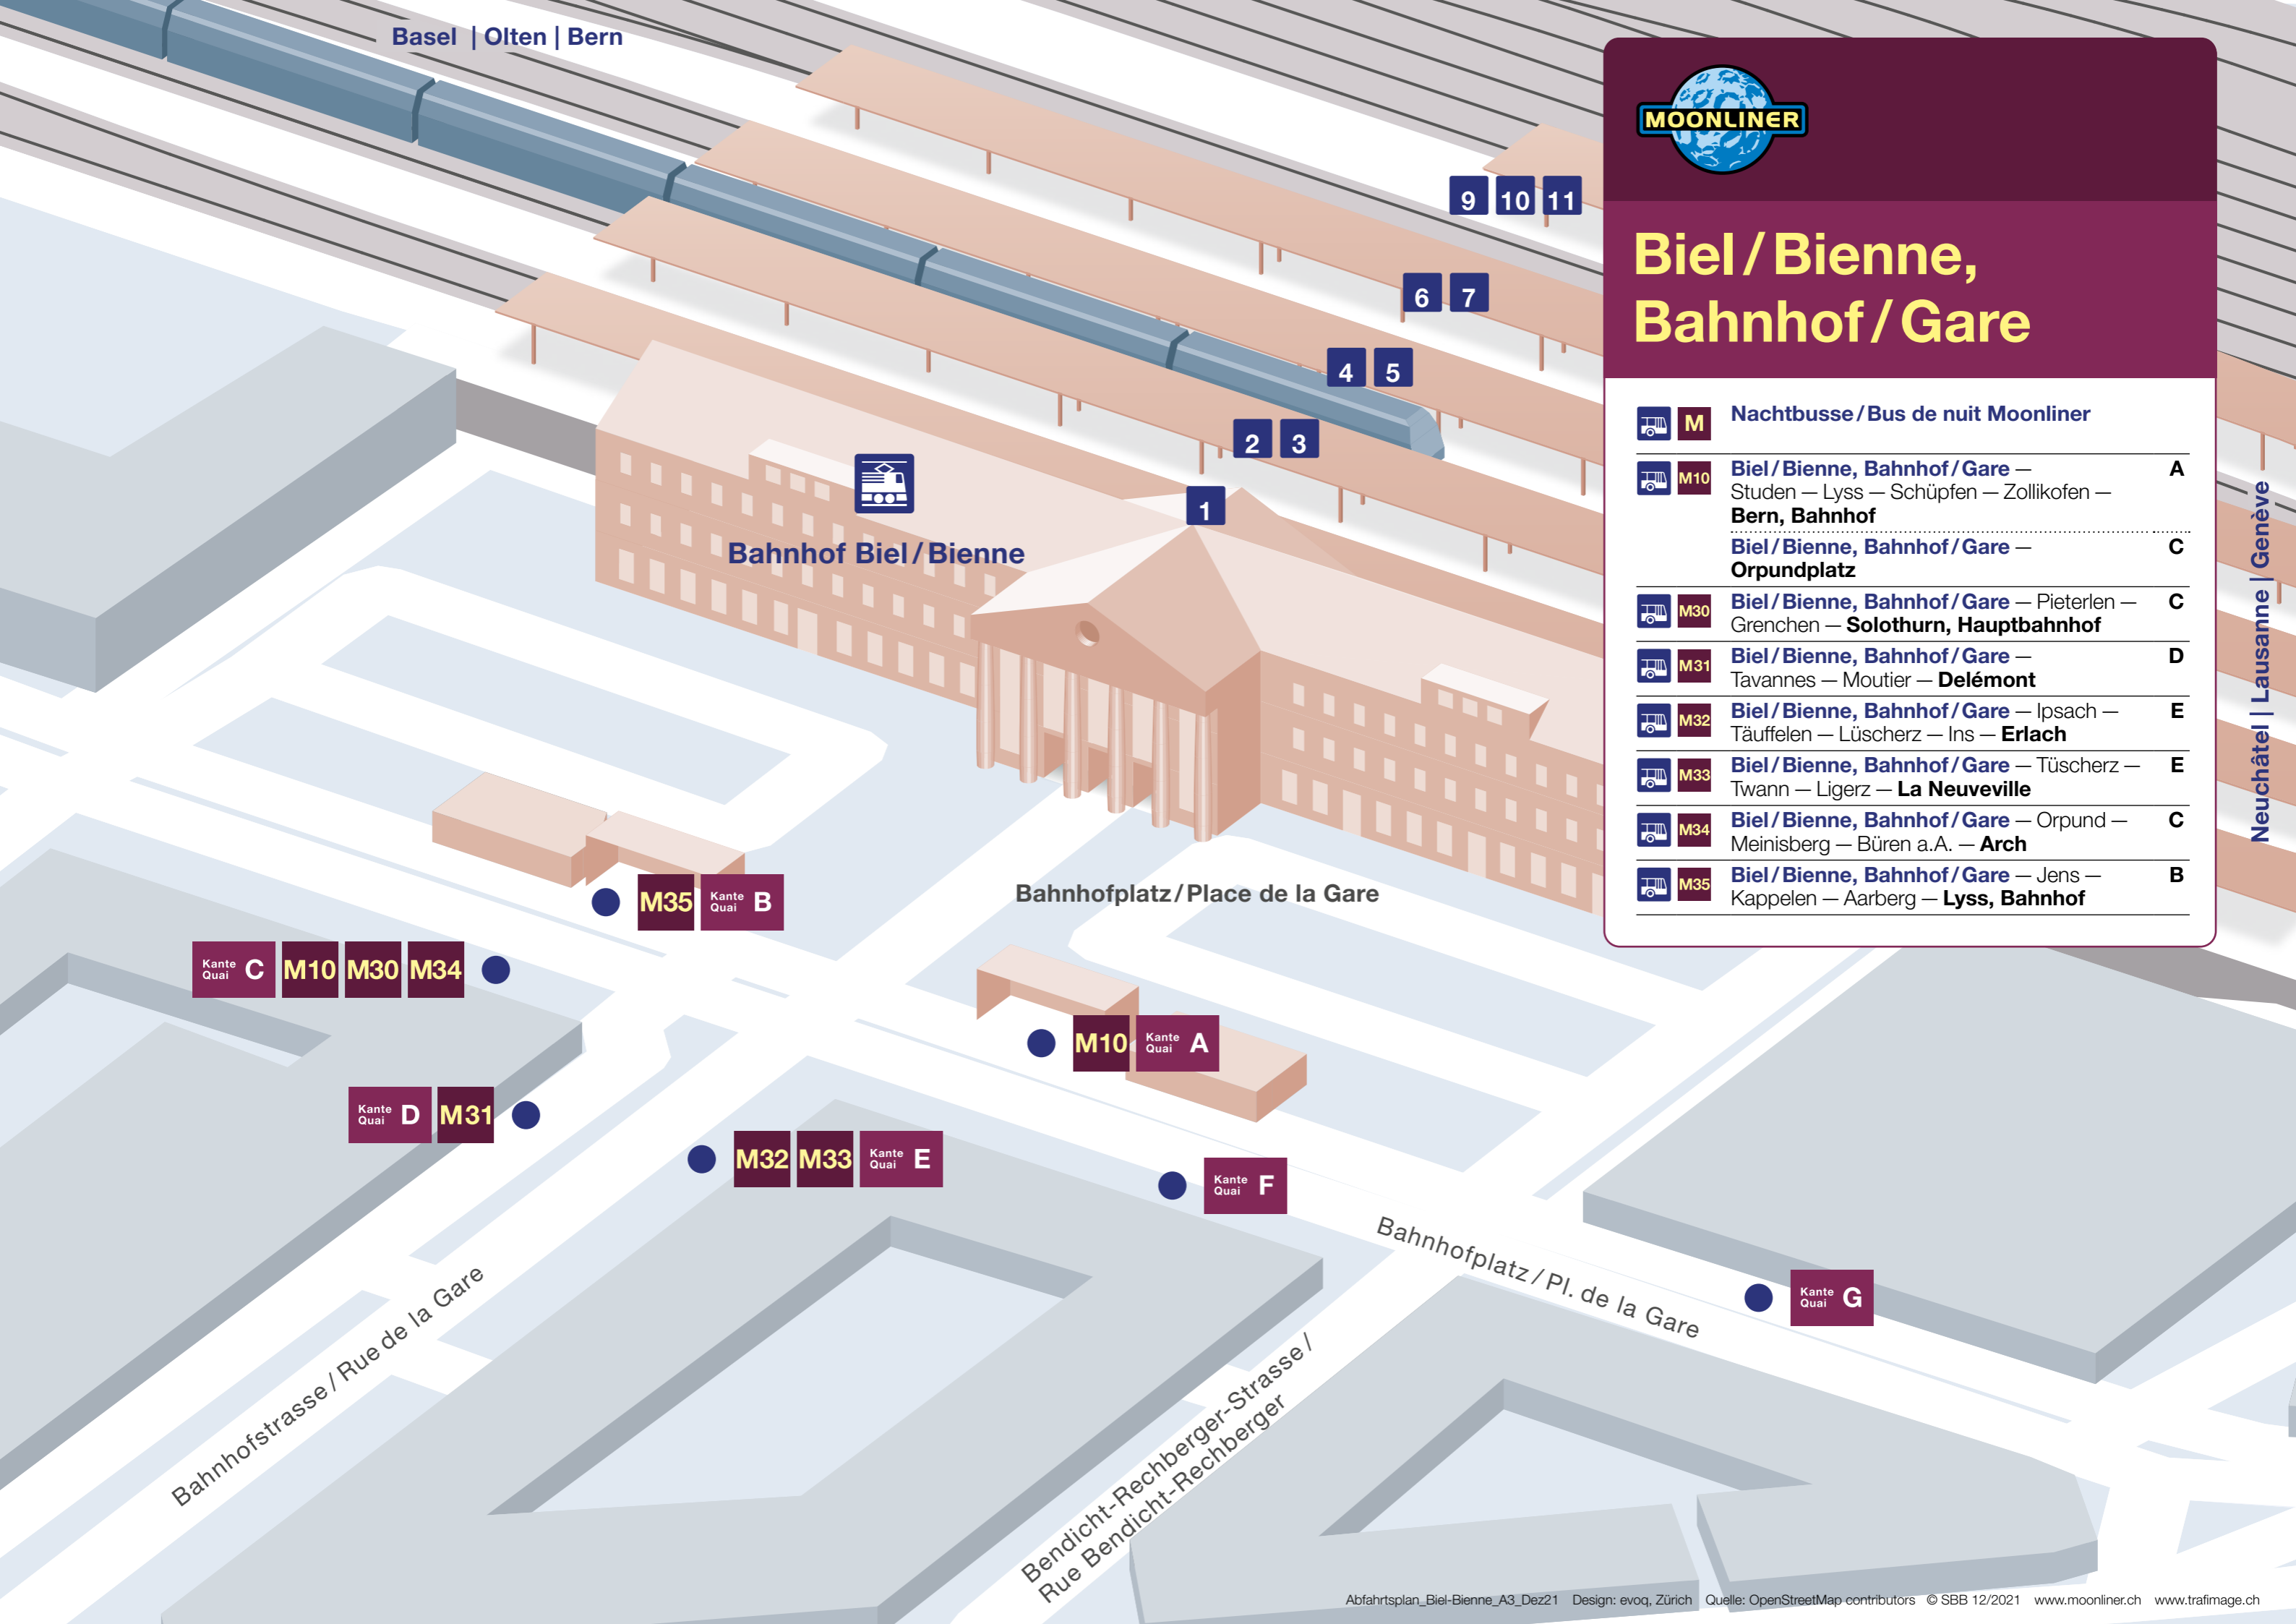 Basel | Olten | Bern
9 10 11
6 7
4 5
2 3
1
Bahnhof Biel / Bienne
Bahnhofplatz / Place de la Gare
M35 Kante Quai B
Kante Quai C M10 M30 M34
M10 Kante Quai A
Kante Quai D M31
M32 M33 Kante Quai E
Kante Quai F
Kante Quai G
Bahnhofplatz / Pl. de la Gare
Bahnhofstrasse / Rue de la Gare
Bendicht-Rechberger-Strasse /
Rue Bendicht-Rechberger
MOONLINER
Biel / Bienne,
Bahnhof / Gare
M Nachtbusse / Bus de nuit Moonliner
M10 Biel / Bienne, Bahnhof / Gare — A
Studen — Lyss — Schüpfen — Zollikofen —
Bern, Bahnhof
Biel / Bienne, Bahnhof / Gare — C
Orpundplatz
M30 Biel / Bienne, Bahnhof / Gare — Pieterlen — C
Grenchen — Solothurn, Hauptbahnhof
M31 Biel / Bienne, Bahnhof / Gare — D
Tavannes — Moutier — Delémont
M32 Biel / Bienne, Bahnhof / Gare — Ipsach — E
Täuffelen — Lüscherz — Ins — Erlach
M33 Biel / Bienne, Bahnhof / Gare — Tüscherz — E
Twann — Ligerz — La Neuveville
M34 Biel / Bienne, Bahnhof / Gare — Orpund — C
Meinisberg — Büren a.A. — Arch
M35 Biel / Bienne, Bahnhof / Gare — Jens — B
Kappelen — Aarberg — Lyss, Bahnhof
Neuchâtel | Lausanne | Genève
Abfahrtsplan_Biel-Bienne_A3_Dez21 Design: evoq, Zürich Quelle: OpenStreetMap contributors © SBB 12/2021 www.moonliner.ch www.trafimage.ch